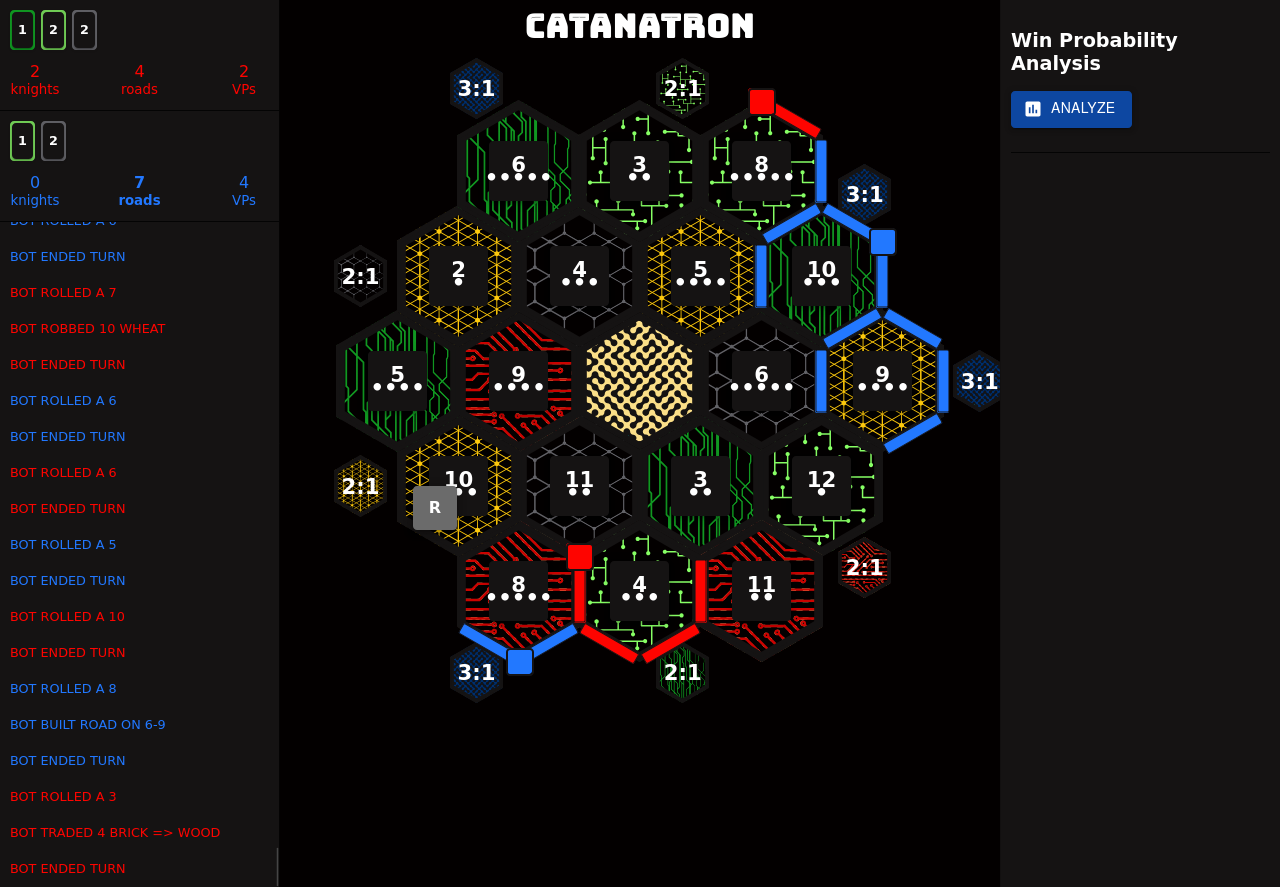 CATANATRON
1 2 2
2 4 2
knights roads VPs
1 2
0 7 4
knights roads VPs
BOT ENDED TURN
BOT ROLLED A 7
BOT ROBBED 10 WHEAT
BOT ENDED TURN
BOT ROLLED A 6
BOT ENDED TURN
BOT ROLLED A 6
BOT ENDED TURN
BOT ROLLED A 5
BOT ENDED TURN
BOT ROLLED A 10
BOT ENDED TURN
BOT ROLLED A 8
BOT BUILT ROAD ON 6-9
BOT ENDED TURN
BOT ROLLED A 3
BOT TRADED 4 BRICK => WOOD
BOT ENDED TURN
3:1 2:1
6 3 8
3:1
2:1 2 4 5 10
5 9 6 9 3:1
2:1 10 11 3 12
R
8 4 11 2:1
3:1 2:1
Win Probability
Analysis
ANALYZE